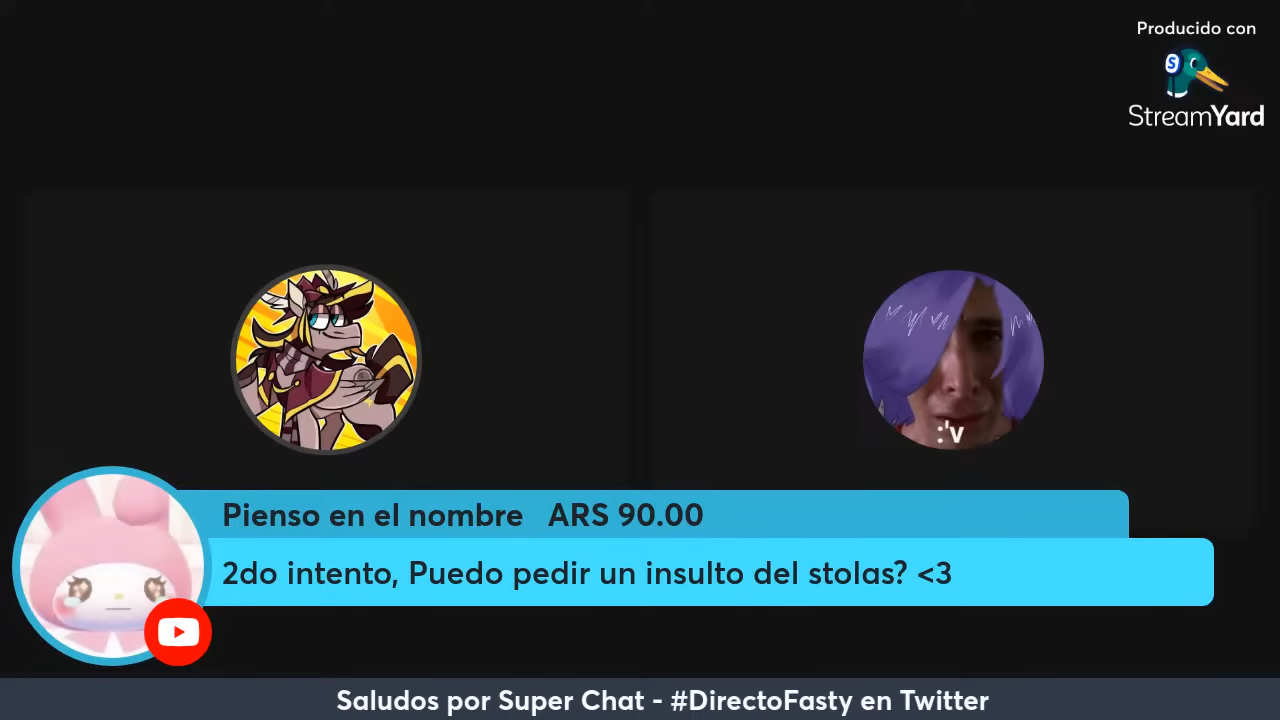 Producido con
S
StreamYard
:'v
Pienso en el nombre ARS 90.00
2do intento, Puedo pedir un insulto del stolas? <3
Saludos por Super Chat - #DirectoFasty en Twitter